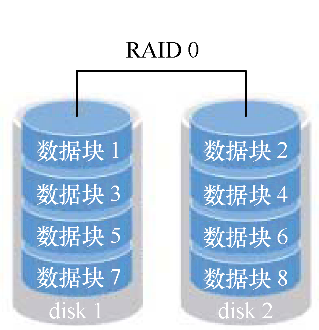 RAID 0
数据块 1
数据块 2
数据块 3
数据块 4
数据块 5
数据块 6
数据块 7
数据块 8
disk 1
disk 2